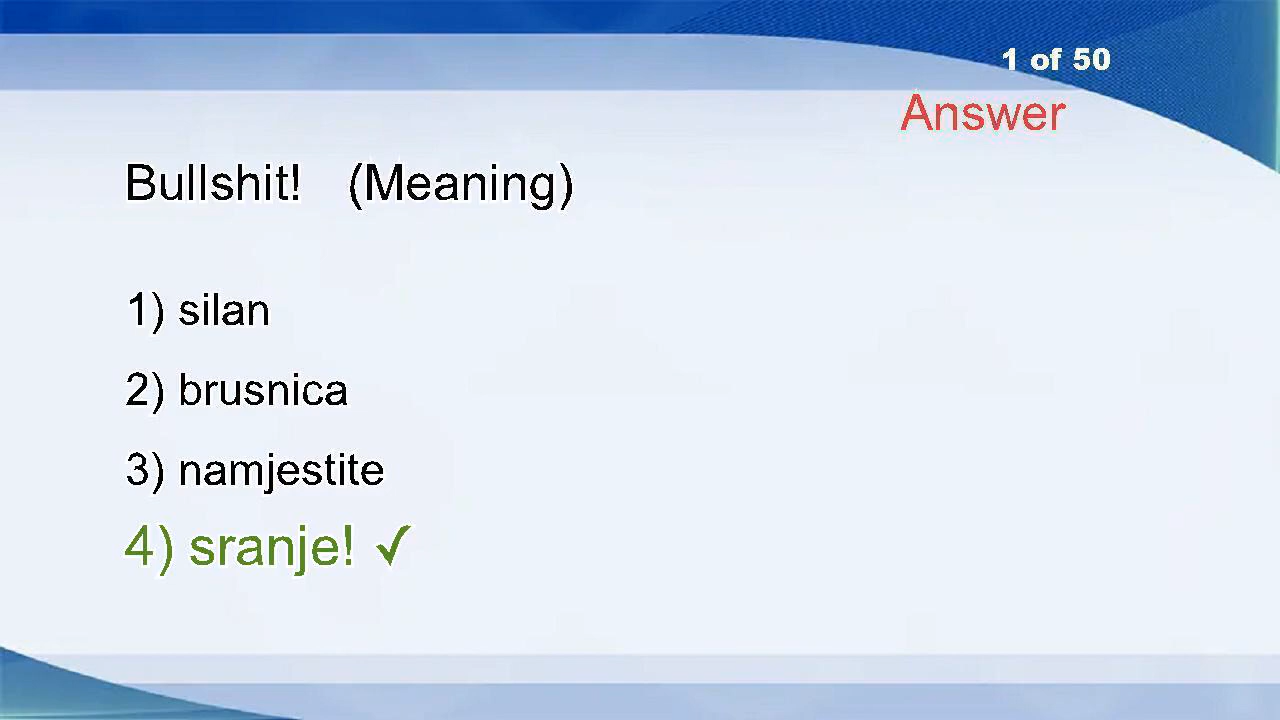 1 of 50
Answer
Bullshit! (Meaning)
1) silan
2) brusnica
3) namjestite
4) sranje! ✓